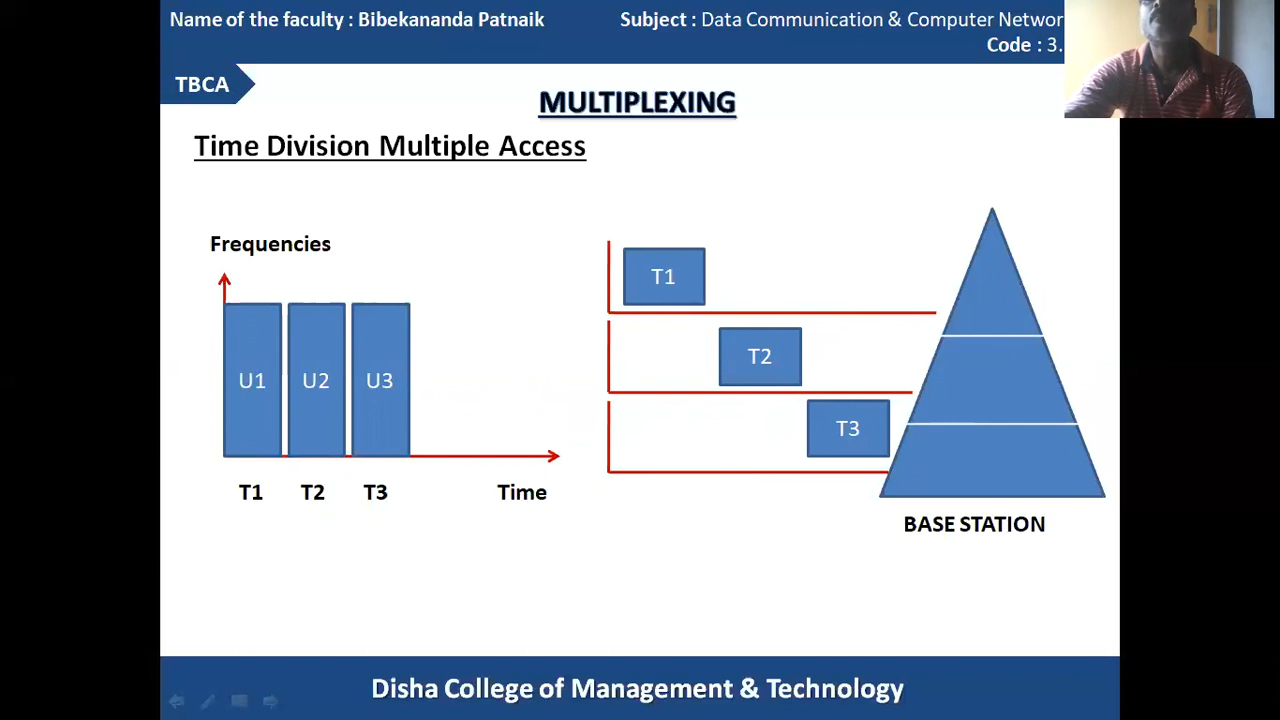 Name of the faculty : Bibekananda Patnaik
Subject : Data Communication & Computer Networ
Code : 3.
TBCA
MULTIPLEXING
Time Division Multiple Access
Frequencies
U1 U2 U3
T1 T2 T3 Time
T1
T2
T3
BASE STATION
Disha College of Management & Technology